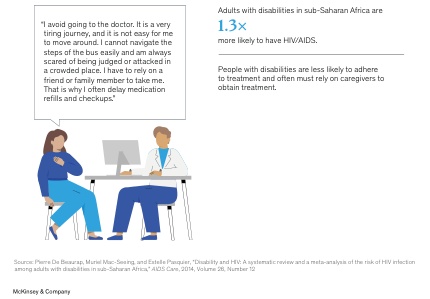 "I avoid going to the doctor. It is a very
tiring journey, and it is not easy for me
to move around. I cannot navigate the
steps of the bus easily and am always
scared of being judged or attacked in
a crowded place. I have to rely on a
friend or family member to take me.
That is why I often delay medication
refills and checkups."
Adults with disabilities in sub-Saharan Africa are
1.3×
more likely to have HIV/AIDS.
People with disabilities are less likely to adhere
to treatment and often must rely on caregivers to
obtain treatment.
Source: Pierre De Beaurap, Muriel Mac-Seeing, and Estelle Pasquier, "Disability and HIV: A systematic review and a meta-analysis of the risk of HIV infection
among adults with disabilities in sub-Saharan Africa," AIDS Care, 2014, Volume 26, Number 12
McKinsey & Company